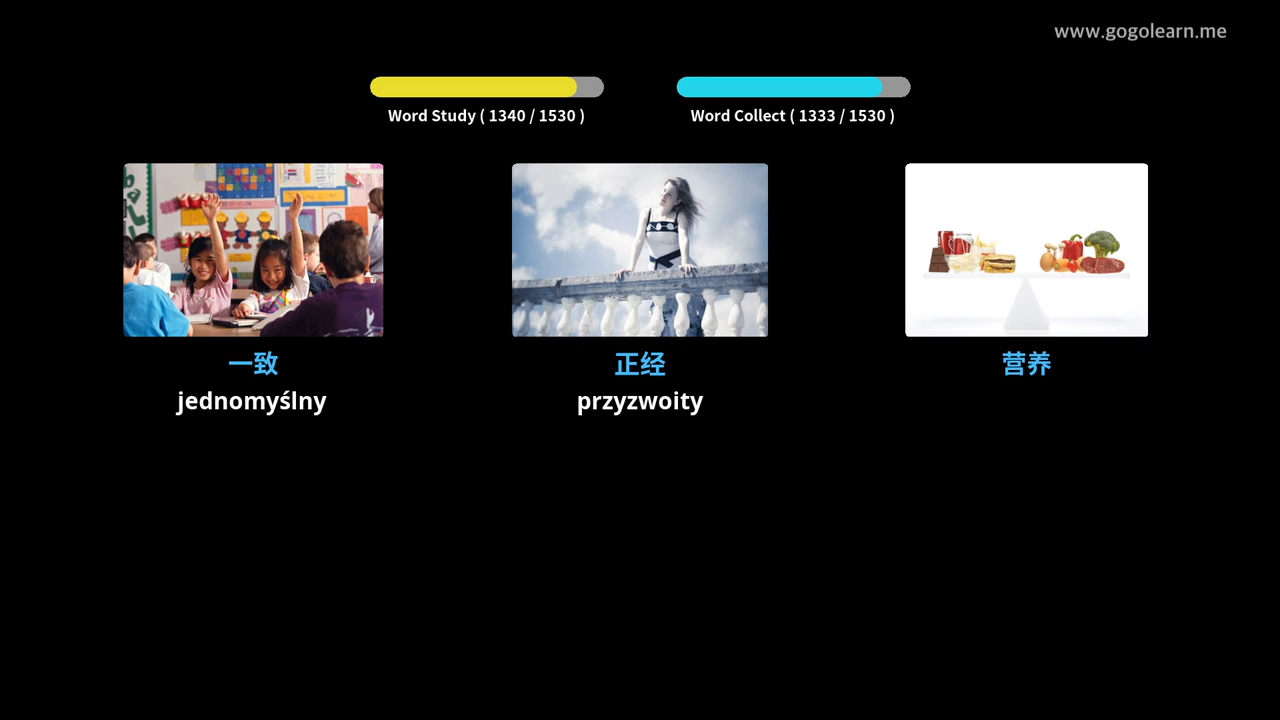 www.gogolearn.me
Word Study ( 1340 / 1530 )
Word Collect ( 1333 / 1530 )
一致
正经
营养
jednomyślny
przyzwoity